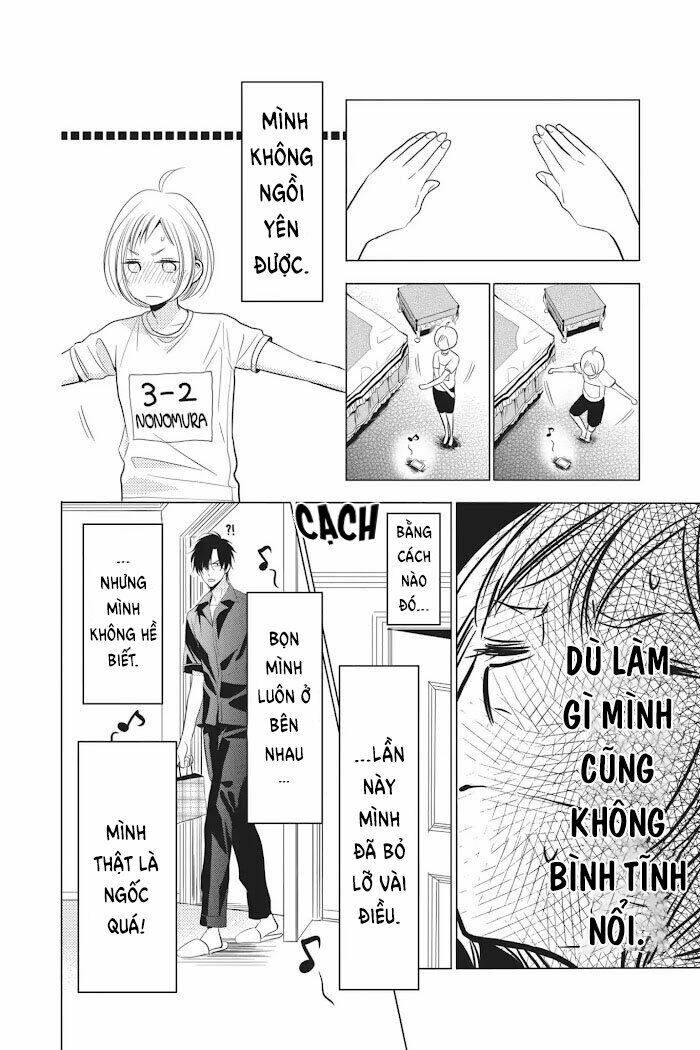 MÌNH
KHÔNG
NGỒI
YÊN
ĐƯỢC.
3-2
NONOMURA
DÙ LÀM
GÌ MÌNH
CŨNG
KHÔNG
BÌNH TĨNH
NỔI.
CẠCH
BẰNG
CÁCH
NÀO
ĐÓ...
...LẦN
NÀY
MÌNH
ĐÃ BỎ
LỠ VÀI
ĐIỀU.
?!
BỌN
MÌNH
LUÔN Ở
BÊN
NHAU
...
...
NHƯNG
MÌNH
KHÔNG HỀ
BIẾT.
MÌNH
THẬT LÀ
NGỐC
QUÁ!